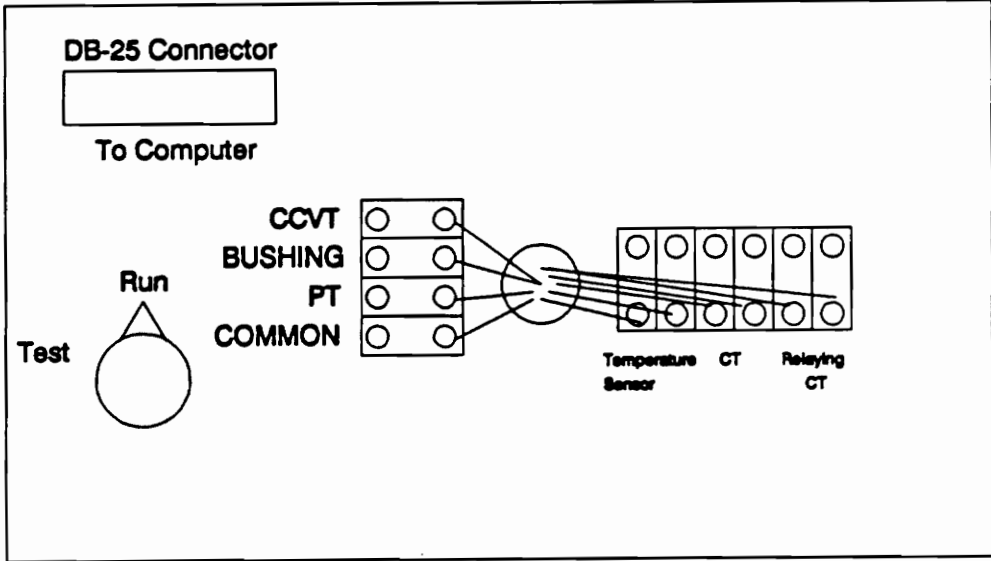 DB-25 Connector
To Computer
CCVT
BUSHING
PT
COMMON
Run
Test
Temperature
Sensor
CT
Relaying
CT